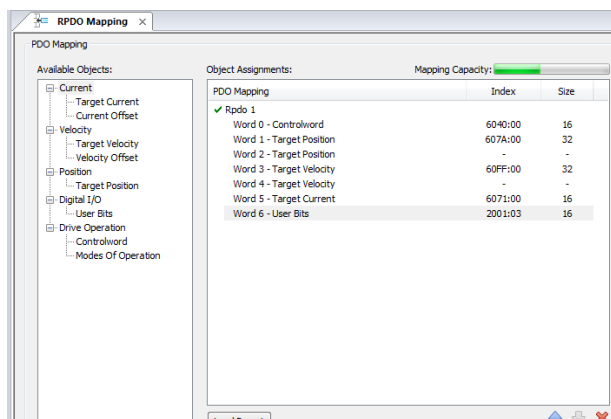 RPDO Mapping
PDO Mapping
Available Objects:
Current
Target Current
Current Offset
Velocity
Target Velocity
Velocity Offset
Position
Target Position
Digital I/O
User Bits
Drive Operation
Controlword
Modes Of Operation
Object Assignments: Mapping Capacity:
PDO Mapping Index Size
Rpdo 1
Word 0 - Controlword 6040:00 16
Word 1 - Target Position 607A:00 32
Word 2 - Target Position - -
Word 3 - Target Velocity 60FF:00 32
Word 4 - Target Velocity - -
Word 5 - Target Current 6071:00 16
Word 6 - User Bits 2001:03 16